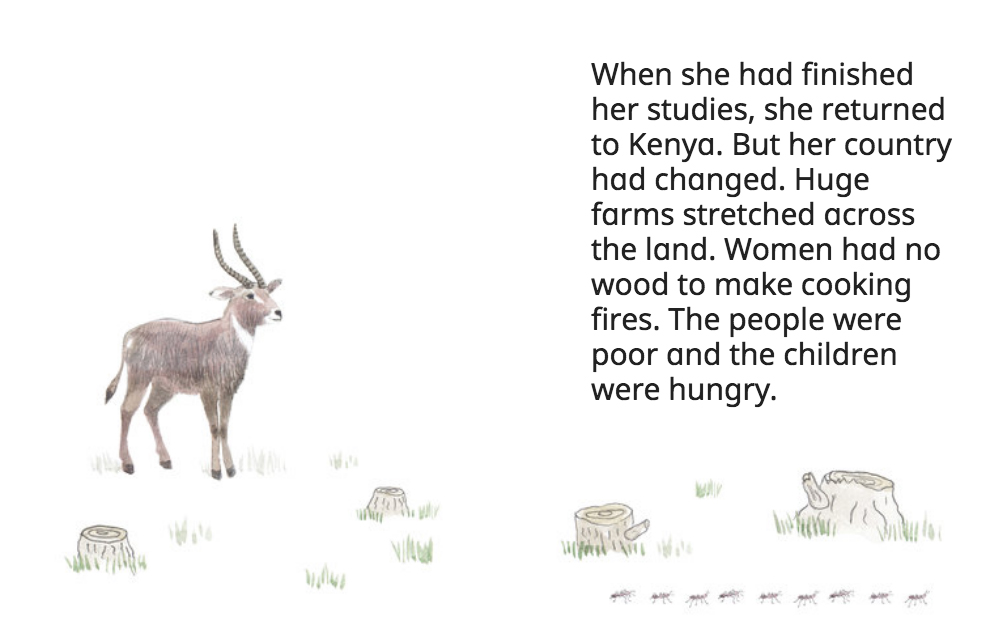 When she had finished
her studies, she returned
to Kenya. But her country
had changed. Huge
farms stretched across
the land. Women had no
wood to make cooking
fires. The people were
poor and the children
were hungry.